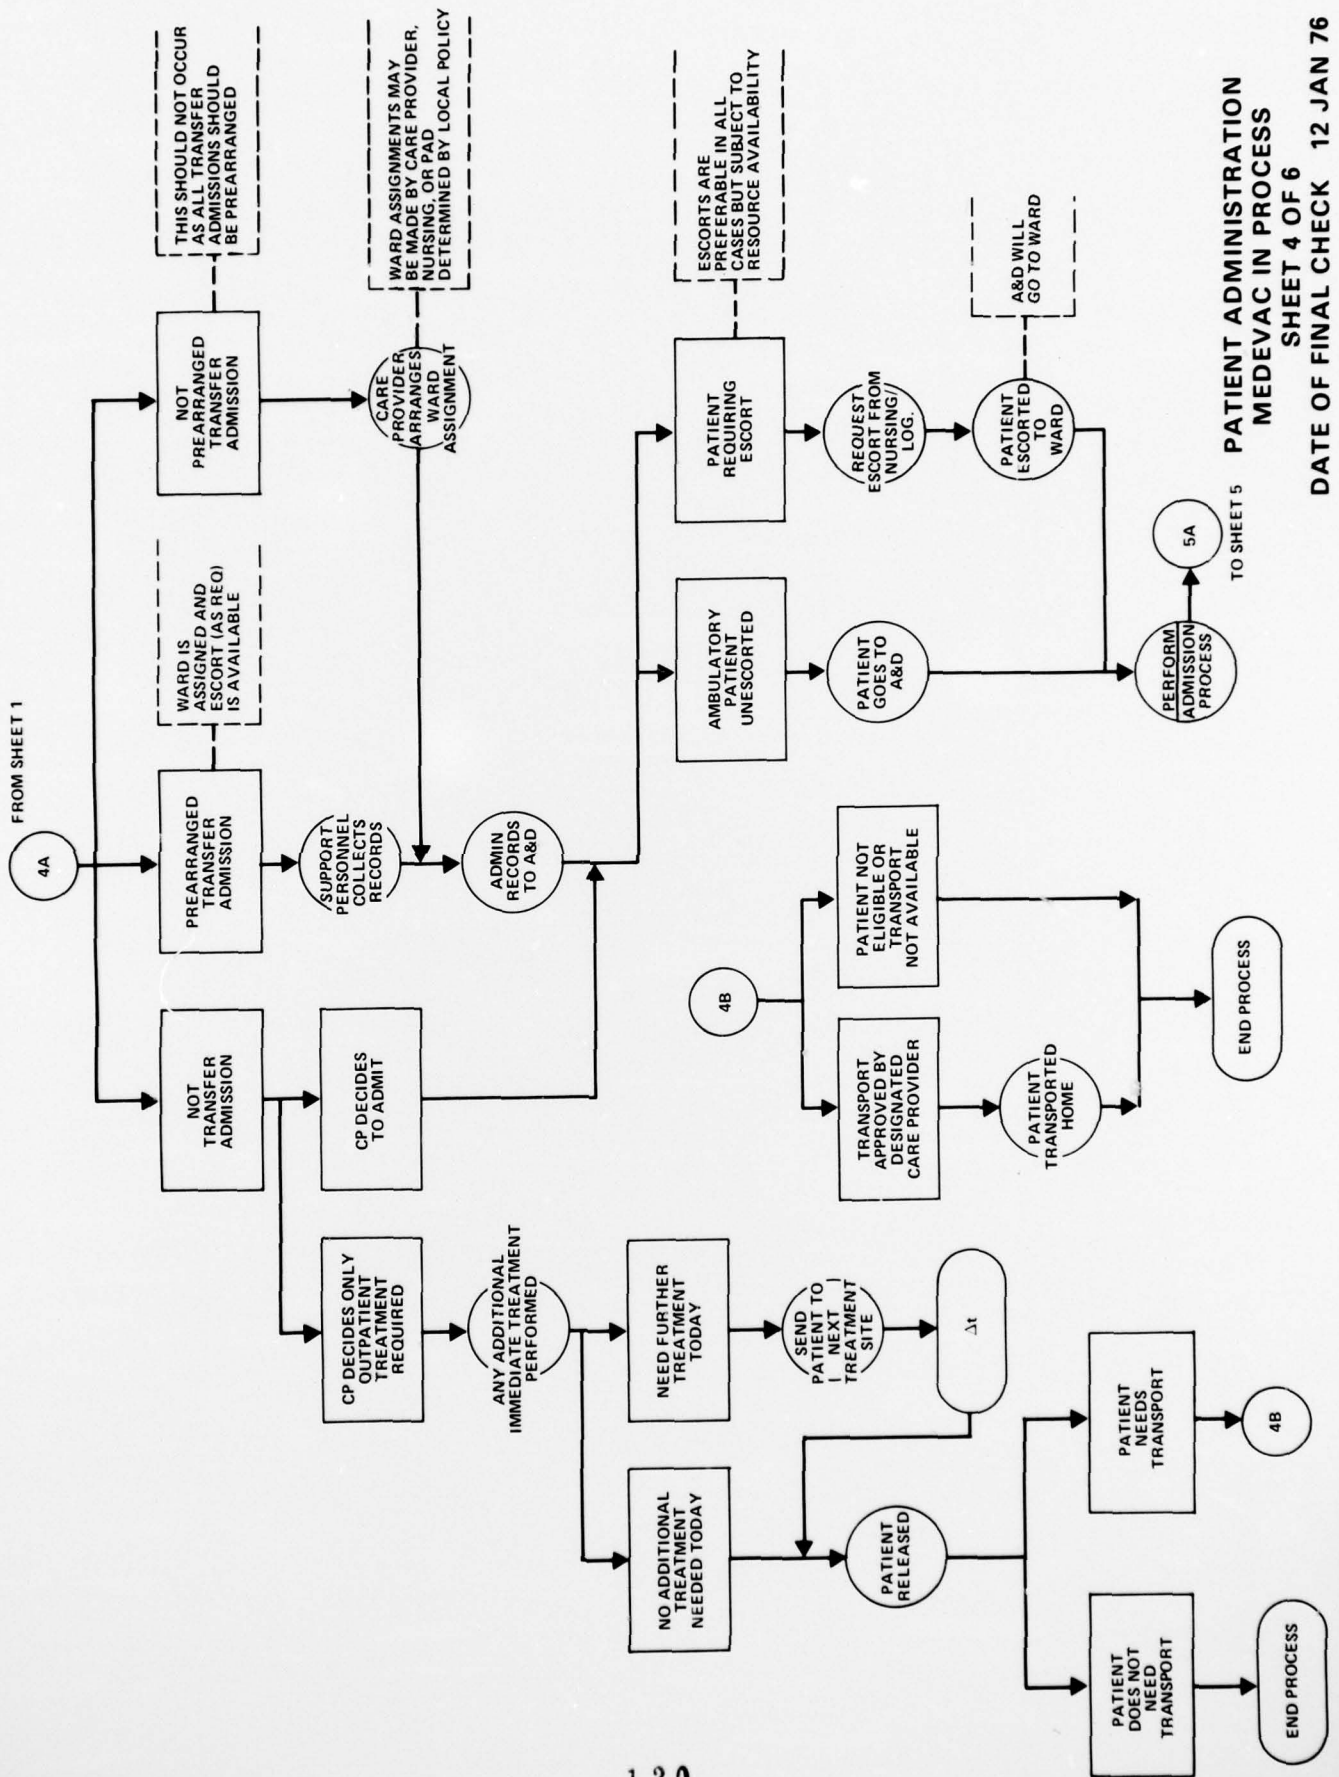 FROM SHEET 1
4A
NOT
TRANSFER
ADMISSION
PREARRANGED
TRANSFER
ADMISSION
WARD IS
ASSIGNED AND
ESCORT (AS REQ)
IS AVAILABLE
NOT
PREARRANGED
TRANSFER
ADMISSION
THIS SHOULD NOT OCCUR
AS ALL TRANSFER
ADMISSIONS SHOULD
BE PREARRANGED
CP DECIDES ONLY
OUTPATIENT
TREATMENT
REQUIRED
CP DECIDES
TO ADMIT
SUPPORT
PERSONNEL
COLLECTS
RECORDS
CARE
PROVIDER
ARRANGES
WARD
ASSIGNMENT
WARD ASSIGNMENTS MAY
BE MADE BY CARE PROVIDER,
NURSING, OR PAD
DETERMINED BY LOCAL POLICY
ANY ADDITIONAL
IMMEDIATE TREATMENT
PERFORMED
ADMIN
RECORDS
TO A&D
NO ADDITIONAL
TREATMENT
NEEDED TODAY
NEED FURTHER
TREATMENT
TODAY
AMBULATORY
PATIENT
UNESCORTED
PATIENT
REQUIRING
ESCORT
ESCORTS ARE
PREFERABLE IN ALL
CASES BUT SUBJECT TO
RESOURCE AVAILABILITY
SEND
PATIENT TO
NEXT
TREATMENT
SITE
4B
PATIENT
GOES TO
A&D
REQUEST
ESCORT FROM
NURSING/
LOG.
PATIENT
RELEASED
Δt
TRANSPORT
APPROVED BY
DESIGNATED
CARE PROVIDER
PATIENT NOT
ELIGIBLE OR
TRANSPORT
NOT AVAILABLE
PATIENT
ESCORTED
TO
WARD
A&D WILL
GO TO WARD
PATIENT
TRANSPORTED
HOME
PATIENT
DOES NOT
NEED
TRANSPORT
PATIENT
NEEDS
TRANSPORT
PERFORM
ADMISSION
PROCESS
5A
TO SHEET 5
END PROCESS
4B
END PROCESS
PATIENT ADMINISTRATION
MEDEVAC IN PROCESS
SHEET 4 OF 6
DATE OF FINAL CHECK 12 JAN 76